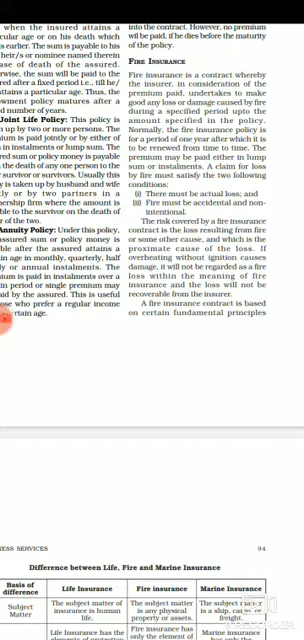 when the insured attains a
cular age or on his death which
is earlier. The sum is payable to his
heir/s or nominee named therein
ase of death of the assured.
rwise, the sum will be paid to the
ed after a fixed period i.e., till he/
ttains a particular age. Thus, the
owment policy matures after a
ed number of years.
Joint Life Policy: This policy is
n up by two or more persons. The
ium is paid jointly or by either of
in instalments or lump sum. The
red sum or policy money is payable
the death of any one person to the
survivor or survivors. Usually this
y is taken by husband and wife
tly or by two partners in a
nership firm where the amount is
ble to the survivor on the death of
r of the two.
Annuity Policy: Under this policy,
assured sum or policy money is
ble after the assured attains a
in age in monthly, quarterly, half
ly or annual instalments. The
ium is paid in instalments over a
in period or single premium may
aid by the assured. This is useful
ose who prefer a regular income
certain age.
into the contract. However, no premium
will be paid, if he dies before the maturity
of the policy.
FIRE INSURANCE
Fire insurance is a contract whereby
the insurer, in consideration of the
premium paid, undertakes to make
good any loss or damage caused by fire
during a specified period upto the
amount specified in the policy.
Normally, the fire insurance policy is
for a period of one year after which it is
to be renewed from time to time. The
premium may be paid either in lump
sum or instalments. A claim for loss
by fire must satisfy the two following
conditions:
(i) There must be actual loss; and
(ii) Fire must be accidental and non-
intentional.
The risk covered by a fire insurance
contract is the loss resulting from fire
or some other cause, and which is the
proximate cause of the loss. If
overheating without ignition causes
damage, it will not be regarded as a fire
loss within the meaning of fire
insurance and the loss will not be
recoverable from the insurer.
A fire insurance contract is based
on certain fundamental principles
NESS SERVICES 94
Difference between Life, Fire and Marine Insurance
Basis of difference Life Insurance Fire insurance Marine Insurance
Subject Matter
The subject matter of
insurance is human
life.
The subject matter
is any physical
property or assets.
The subject matter
is a ship, cargo or
freight.
Life Insurance has the
elements of protection
Fire insurance has
only the element of
Marine insurance
has only the